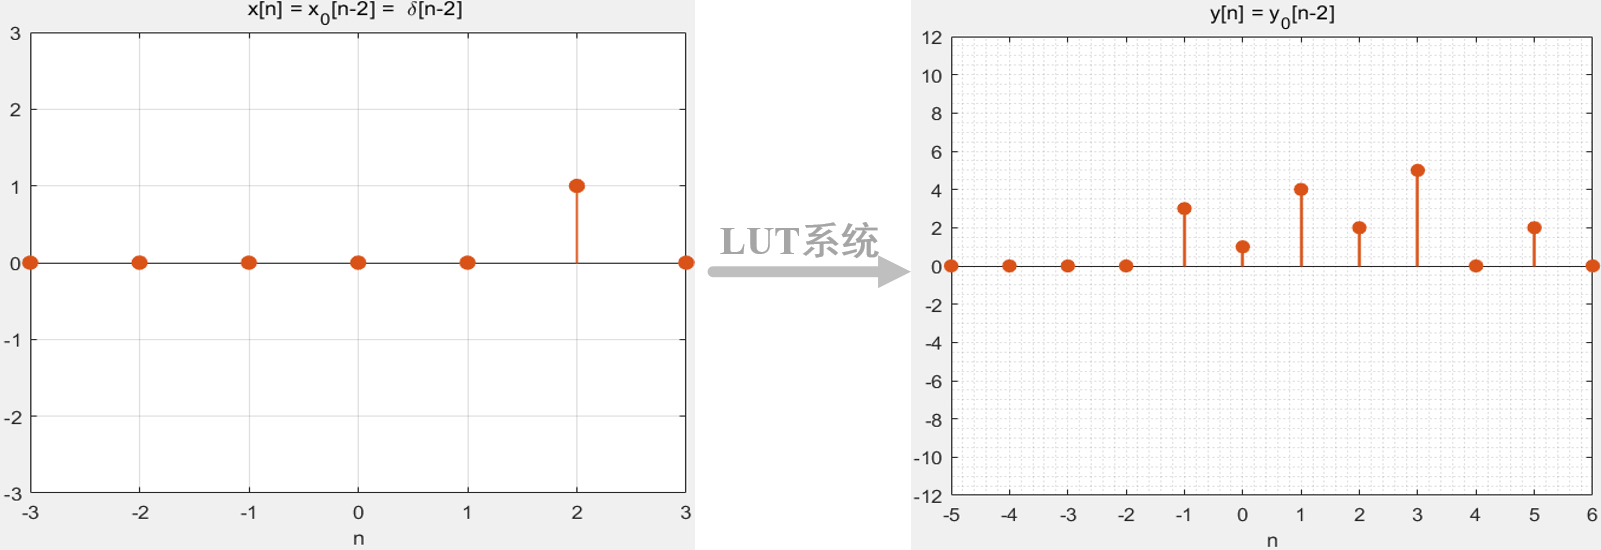 x[n] = x0[n-2] = δ[n-2]
3
2
1
0
-1
-2
-3
-3 -2 -1 0 1 2 3
n
LUT系统
y[n] = y0[n-2]
12
10
8
6
4
2
0
-2
-4
-6
-8
-10
-12
-5 -4 -3 -2 -1 0 1 2 3 4 5 6
n